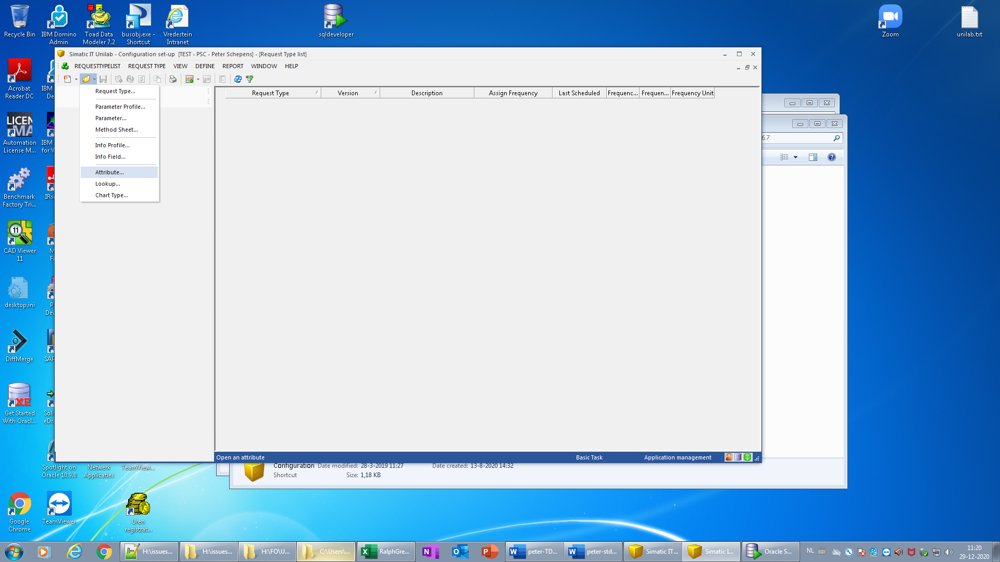 Recycle Bin
IBM Domino
Admin
Toad Data
Modeler 7.2
busobj.exe -
Shortcut
Vredestein
Intranet
sqldeveloper
Zoom
unilab.txt
Simatic IT Unilab - Configuration set-up [TEST - PSC - Peter Schepens] - [Request Type list]
REQUESTTYPELIST REQUEST TYPE VIEW DEFINE REPORT WINDOW HELP
Request Type...
Parameter Profile...
Parameter...
Method Sheet...
Info Profile...
Info Field...
Attribute...
Lookup...
Chart Type...
Request Type Version Description Assign Frequency Last Scheduled Frequenc... Frequen... Frequency Unit
6.7
Acrobat
Reader DC
IBM
De
LICEN
MA
Automation
License M...
IBM
for V
Benchmark
Factory Tri...
IRs
11
CAD Viewer
11
M
Fi
desktop.ini
P
Dev
DiffMerge
SAF
XE
Get Started
With Oracl...
Soli
eDra
Spotlight on
Oracle 10.9.0
Netwerk
Applicaties
TeamView...
Google
Chrome
TeamViewer
Uren
registrat...
Open an attribute
Basic Task
Application management
Configuration Date modified: 28-3-2019 11:27 Date created: 13-8-2020 14:32
Shortcut Size: 1,18 KB
H:\issues...
H:\issues...
H:\FO\U...
C:\Users\...
RalphGre...
peter-TD...
peter-std...
Simatic IT...
Simatic I...
Oracle S...
NL
11:20
29-12-2020